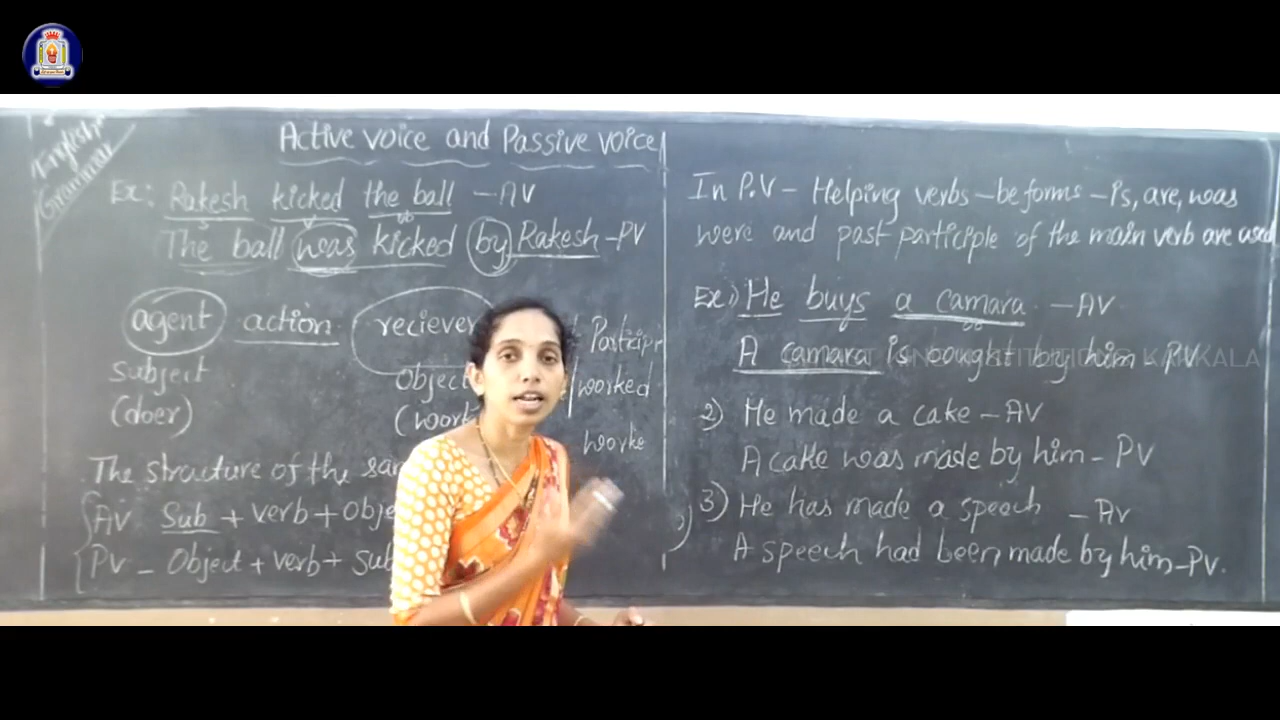 English
Grammar
Active voice and Passive voice
Ex: Rakesh kicked the ball - AV
S V Ob
The ball was kicked by Rakesh - PV
agent action reciever
Participi
subject Object worked
(doer)
worke
The structure of the
AV Sub + verb + Obje
PV - Object + verb + sub
In P.V - Helping verbs - be forms - is, are, was
were and past participle of the main verb are used
Ex:1) He buys a camara - AV
Ob
A camara is bought by him - PV
2) He made a cake - AV
A cake was made by him - PV
3) He has made a speech - AV
A speech had been made by him - PV.